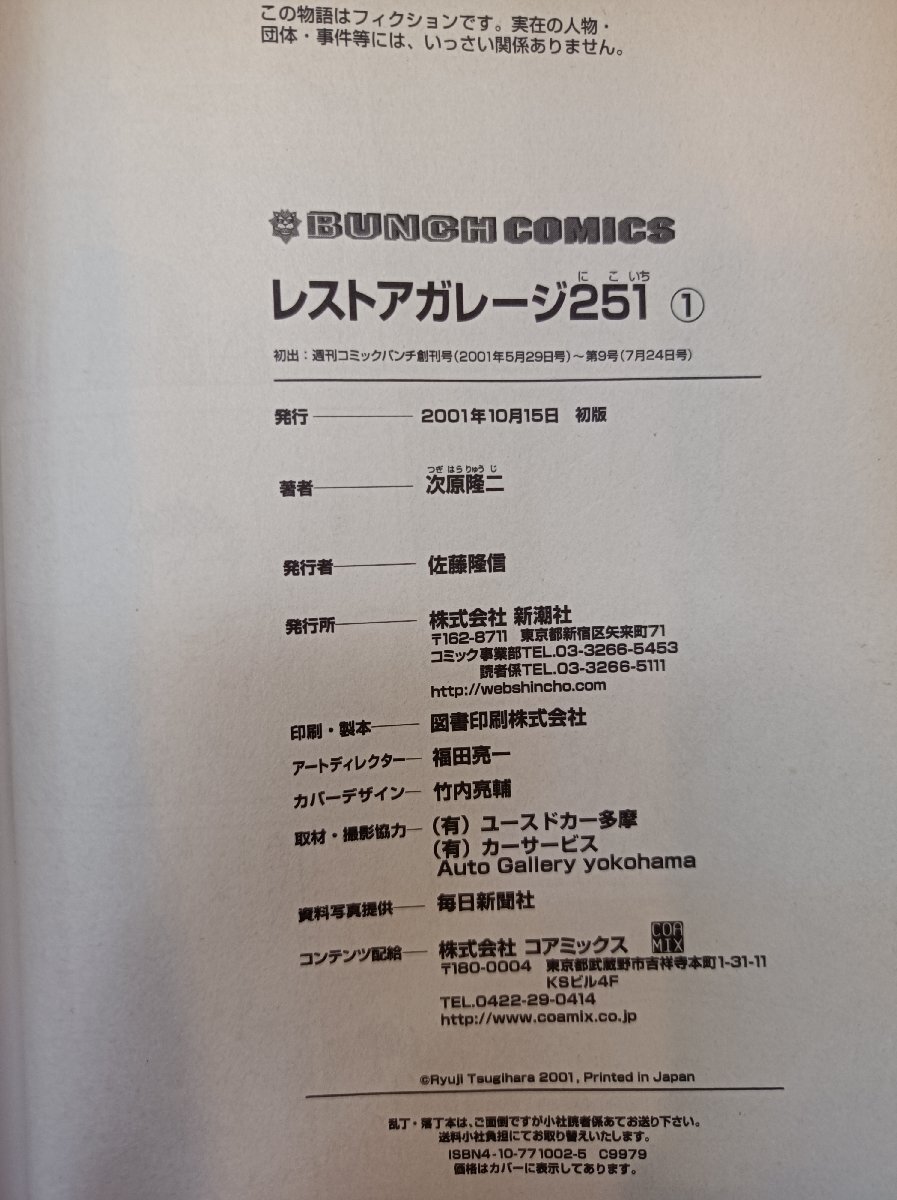 この物語はフィクションです。実在の人物・
団体・事件等には、いっさい関係ありません。
BUNCH COMICS
にこいち
レストアガレージ251 ①
初出：週刊コミックバンチ創刊号(2001年5月29日号)～第9号(7月24日号)
発行 2001年10月15日 初版
つぎ はら りゅう じ
著者 次原隆二
発行者 佐藤隆信
発行所 株式会社 新潮社
〒162-8711 東京都新宿区矢来町71
コミック事業部TEL.03-3266-5453
読者係TEL.03-3266-5111
http://webshincho.com
印刷・製本 図書印刷株式会社
アートディレクター 福田亮一
カバーデザイン 竹内亮輔
取材・撮影協力 (有) ユースドカー多摩
(有) カーサービス
Auto Gallery yokohama
資料写真提供 毎日新聞社
コンテンツ配給 株式会社 コアミックス COA MIX
〒180-0004 東京都武蔵野市吉祥寺本町1-31-11
KSビル4F
TEL.0422-29-0414
http://www.coamix.co.jp
©Ryuji Tsugihara 2001, Printed in Japan
乱丁・落丁本は、ご面倒ですが小社読者係あてお送り下さい。
送料小社負担にてお取り替えいたします。
ISBN4-10-771002-5 C9979
価格はカバーに表示してあります。